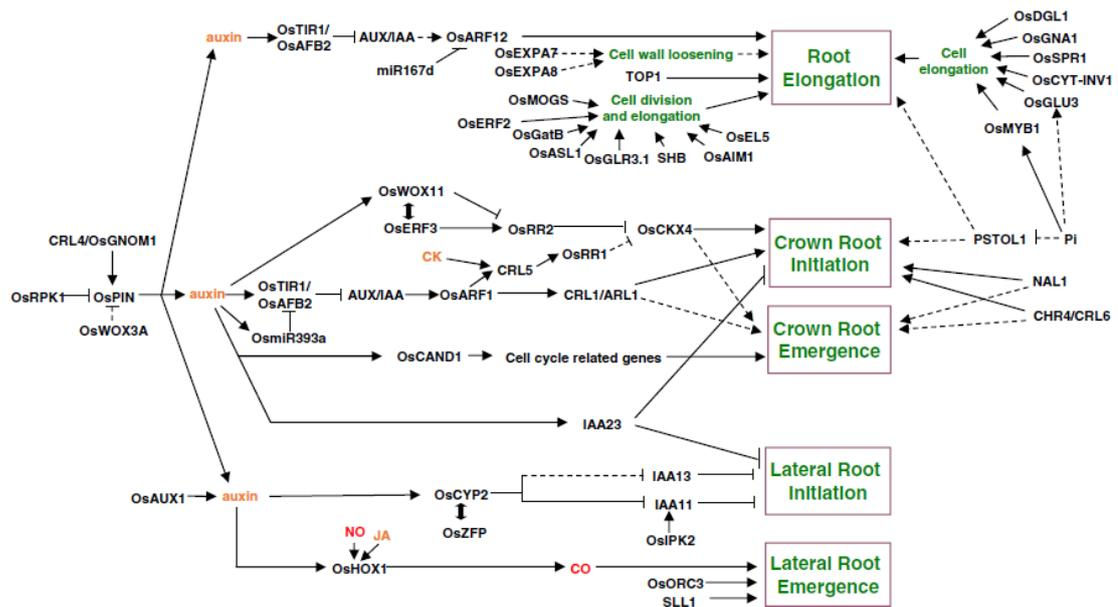 auxin
OsTIR1/
OsAFB2
AUX/IAA
OsARF12
miR167d
OsEXPA7
OsEXPA8
Cell wall loosening
TOP1
OsMOGS
Cell division
and elongation
OsERF2
OsGatB
OsASL1
OsGLR3.1
SHB
OsAIM1
OsEL5
Root
Elongation
Cell
elongation
OsDGL1
OsGNA1
OsSPR1
OsCYT-INV1
OsGLU3
OsMYB1
OsWOX11
OsERF3
OsRR2
OsCKX4
CK
CRL5
OsRR1
Crown Root
Initiation
PSTOL1
Pi
CRL4/OsGNOM1
OsRPK1
OsPIN
OsWOX3A
auxin
OsTIR1/
OsAFB2
AUX/IAA
OsARF1
CRL1/ARL1
OsmiR393a
NAL1
CHR4/CRL6
Crown Root
Emergence
OsCAND1
Cell cycle related genes
IAA23
Lateral Root
Initiation
OsAUX1
auxin
OsCYP2
OsZFP
IAA13
IAA11
OsIPK2
NO
JA
OsHOX1
CO
Lateral Root
Emergence
OsORC3
SLL1